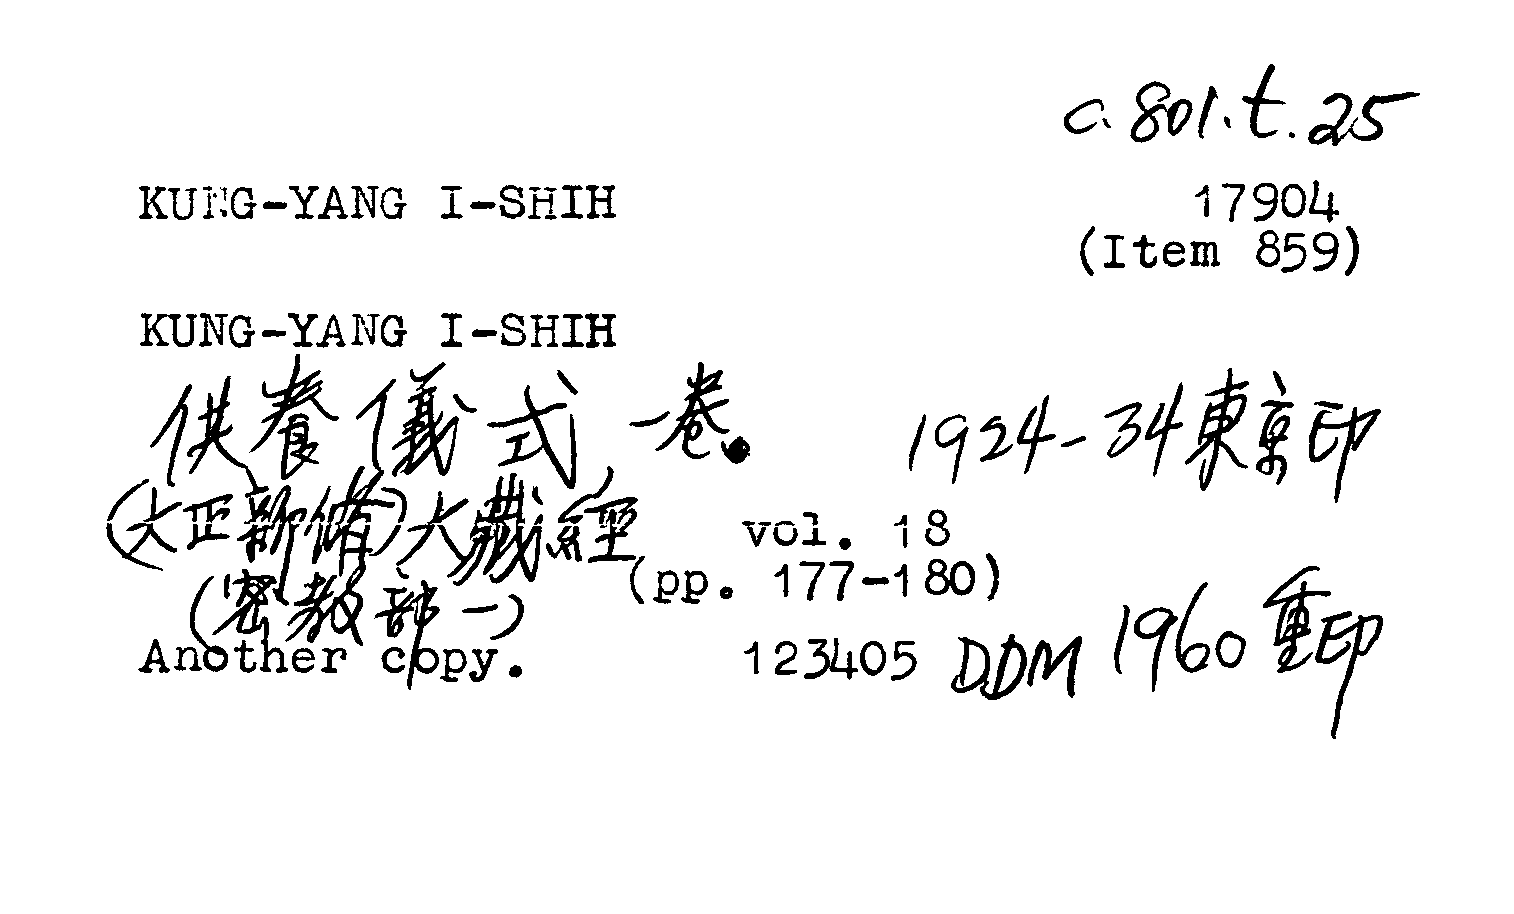 c. 801.t.25
KUNG-YANG I-SHIH 17904
(Item 859)
KUNG-YANG I-SHIH
供養儀式 一卷. 1924-34東京印
(大正新脩)大藏經 vol. 18
(pp. 177-180)
(密教部一)
Another copy. 123405 DDM 1960重印